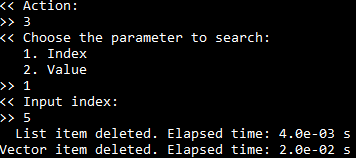 << Action:
>> 3
<< Choose the parameter to search:
1. Index
2. Value
>> 1
<< Input index:
>> 5
List item deleted. Elapsed time: 4.0e-03 s
Vector item deleted. Elapsed time: 2.0e-02 s